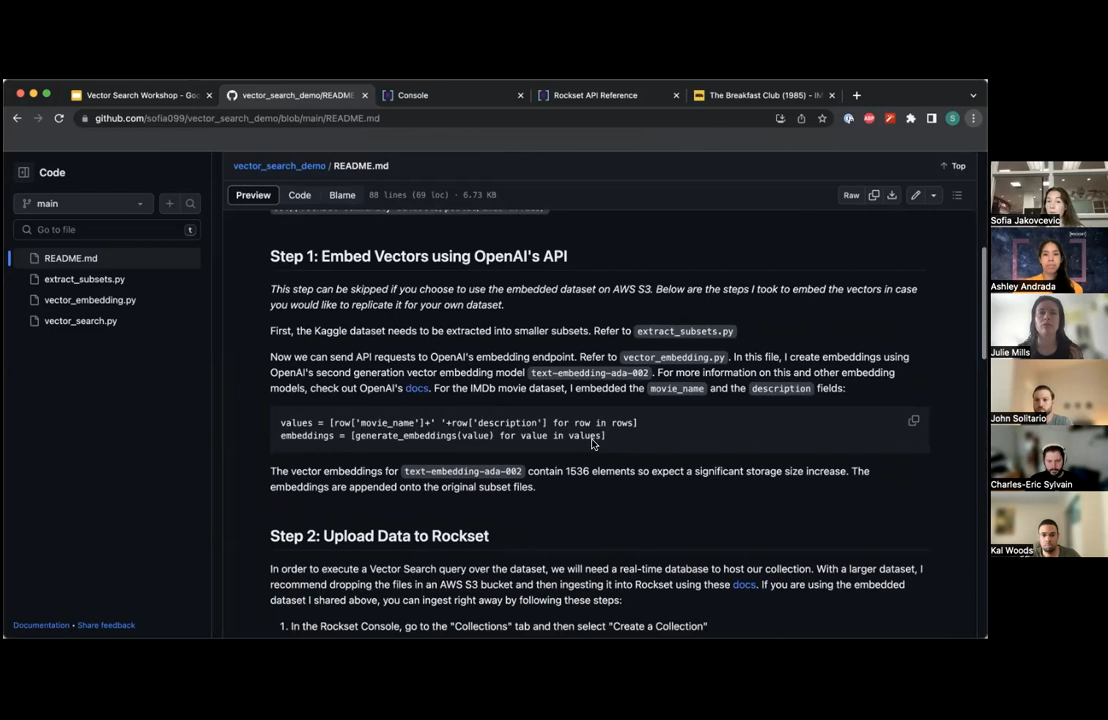 Vector Search Workshop - Goo
vector_search_demo/README
Console
Rockset API Reference
The Breakfast Club (1985) - IM
github.com/sofia099/vector_search_demo/blob/main/README.md
S
Code
vector_search_demo / README.md
Top
main
Preview
Code
Blame
88 lines (69 loc) · 6.73 KB
Raw
Go to file
t
README.md
extract_subsets.py
vector_embedding.py
vector_search.py
Step 1: Embed Vectors using OpenAI's API
This step can be skipped if you choose to use the embedded dataset on AWS S3. Below are the steps I took to embed the vectors in case
you would like to replicate it for your own dataset.
First, the Kaggle dataset needs to be extracted into smaller subsets. Refer to extract_subsets.py
Now we can send API requests to OpenAI's embedding endpoint. Refer to vector_embedding.py . In this file, I create embeddings using
OpenAI's second generation vector embedding model text-embedding-ada-002 . For more information on this and other embedding
models, check out OpenAI's docs. For the IMDb movie dataset, I embedded the movie_name and the description fields:
values = [row['movie_name']+' '+row['description'] for row in rows]
embeddings = [generate_embeddings(value) for value in values]
The vector embeddings for text-embedding-ada-002 contain 1536 elements so expect a significant storage size increase. The
embeddings are appended onto the original subset files.
Step 2: Upload Data to Rockset
In order to execute a Vector Search query over the dataset, we will need a real-time database to host our collection. With a larger dataset, I
recommend dropping the files in an AWS S3 bucket and then ingesting it into Rockset using these docs. If you are using the embedded
dataset I shared above, you can ingest right away by following these steps:
1. In the Rockset Console, go to the "Collections" tab and then select "Create a Collection"
Documentation • Share feedback
Sofia Jakovcevic
Ashley Andrada
Julie Mills
John Solitario
Charles-Eric Sylvain
Kal Woods